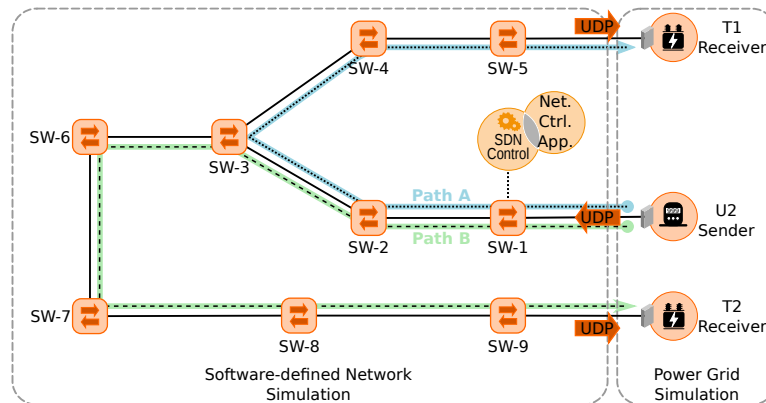 UDP
T1
Receiver
SW-4
SW-5
Net.
Ctrl.
App.
SDN
Control
SW-6
SW-3
Path A
UDP
U2
Sender
SW-2
Path B
SW-1
T2
Receiver
SW-7
SW-8
SW-9
UDP
Software-defined Network
Simulation
Power Grid
Simulation